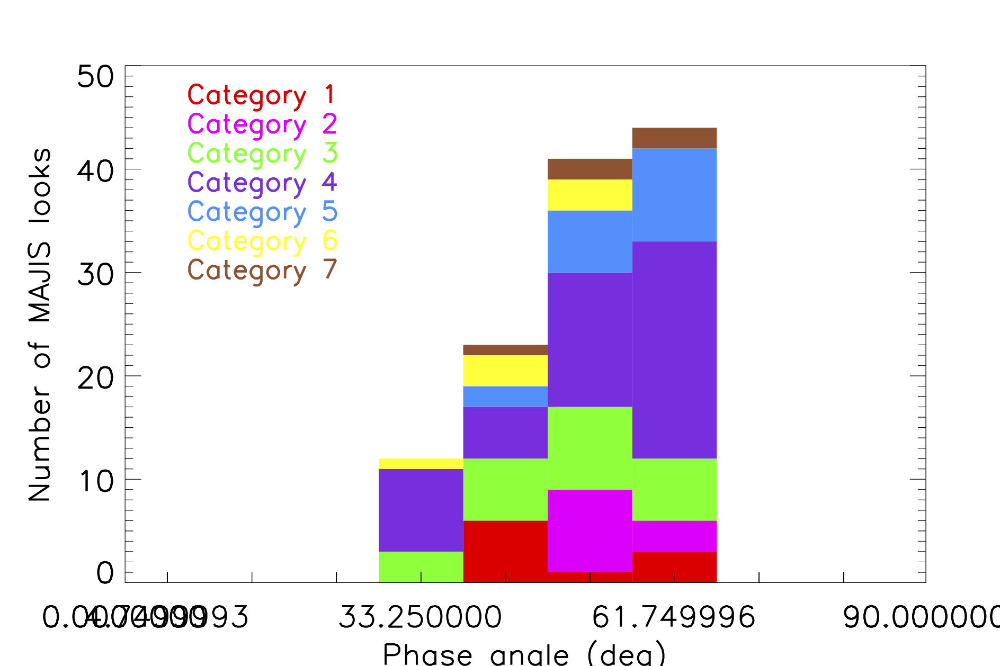 50
40
30
20
10
0
Number of MAJIS looks
Category 1
Category 2
Category 3
Category 4
Category 5
Category 6
Category 7
33.250000
61.749996
90.000000
Phase angle (deg)